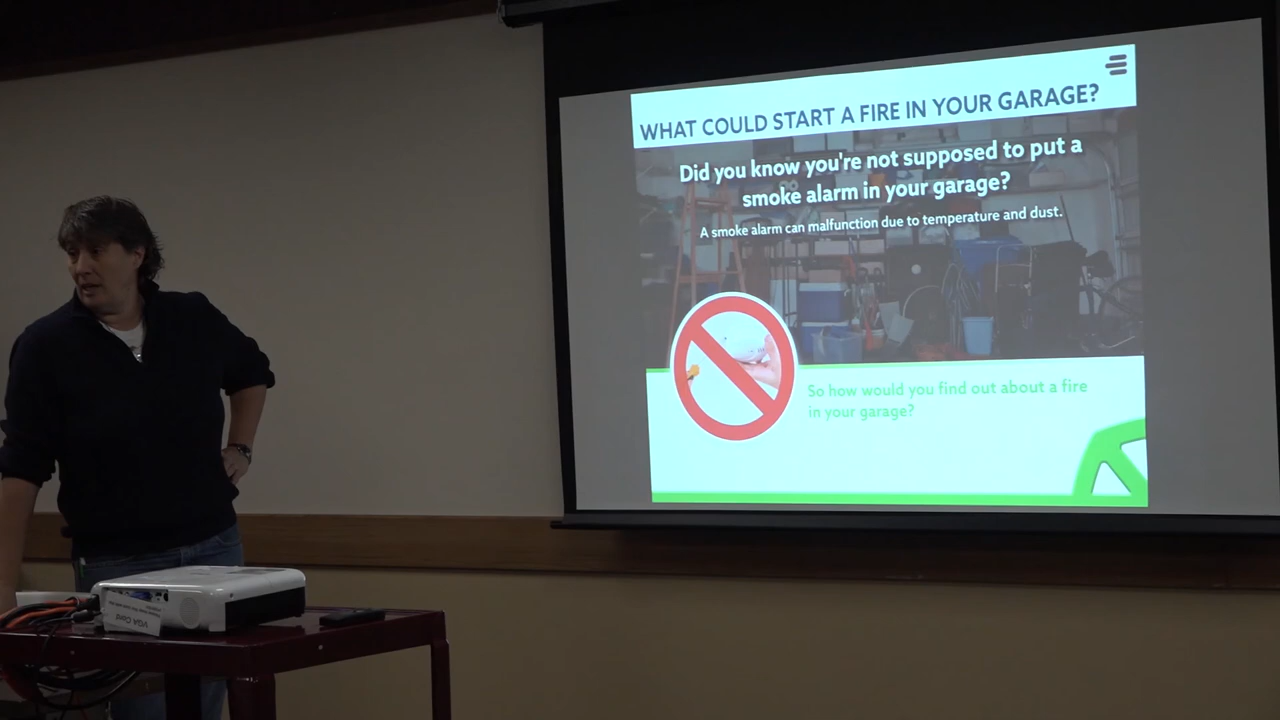 WHAT COULD START A FIRE IN YOUR GARAGE?
Did you know you're not supposed to put a
smoke alarm in your garage?
A smoke alarm can malfunction due to temperature and dust.
So how would you find out about a fire
in your garage?
VGA Cord